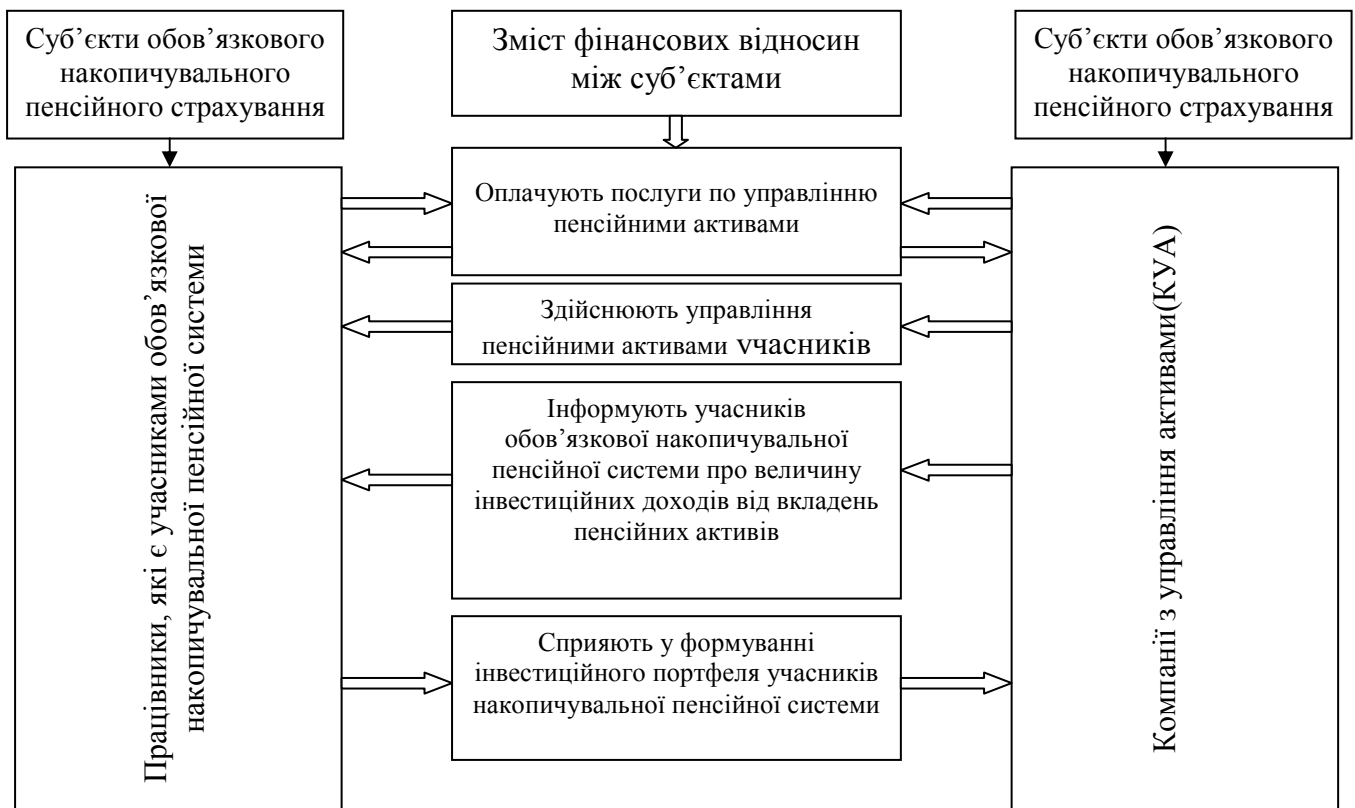 Суб’єкти обов’язкового
накопичувального
пенсійного страхування
Зміст фінансових відносин
між суб’єктами
Суб’єкти обов’язкового
накопичувального
пенсійного страхування
Працівники, які є учасниками обов’язкової
накопичувальної пенсійної системи
Оплачують послуги по управлінню
пенсійними активами
Здійснюють управління
пенсійними активами учасників
Інформують учасників
обов’язкової накопичувальної
пенсійної системи про величину
інвестиційних доходів від вкладень
пенсійних активів
Сприяють у формуванні
інвестиційного портфеля учасників
накопичувальної пенсійної системи
Компанії з управління активами(КУА)